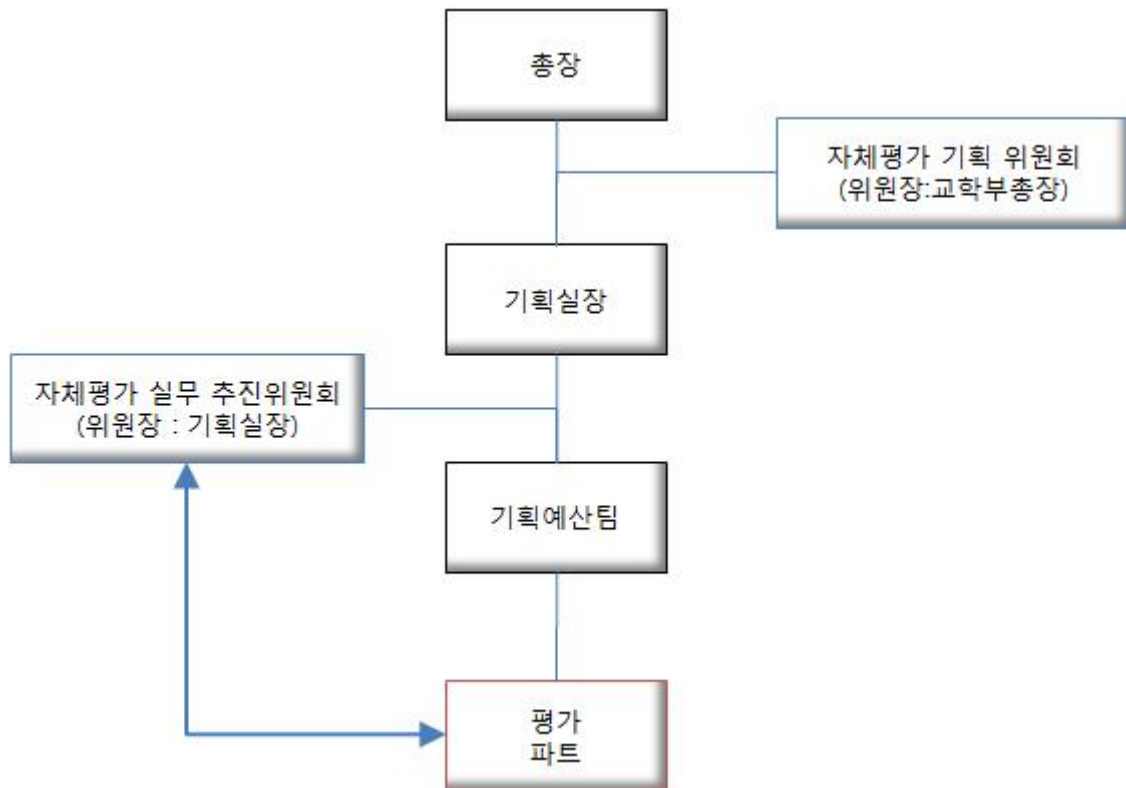 총장
자체평가 기획 위원회
(위원장:교학부총장)
기획실장
자체평가 실무 추진위원회
(위원장 : 기획실장)
기획예산팀
평가
파트